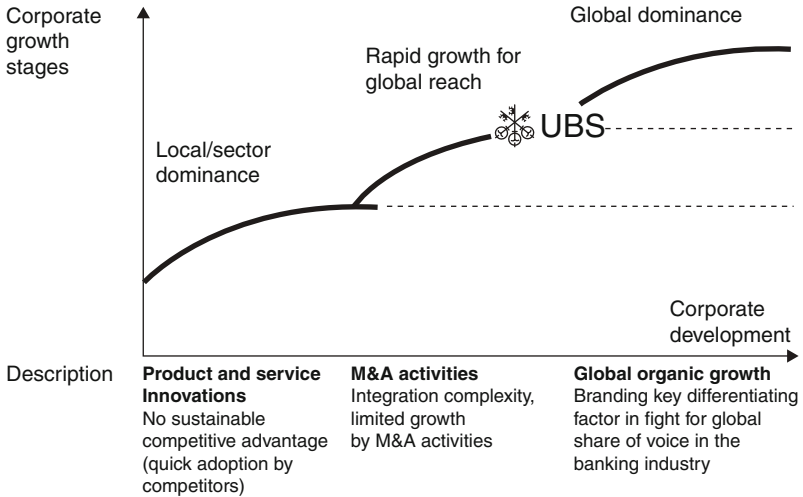 Corporate
growth
stages
Global dominance
Rapid growth for
global reach
UBS
Local/sector
dominance
Corporate
development
Description
Product and service
Innovations
No sustainable
competitive advantage
(quick adoption by
competitors)
M&A activities
Integration complexity,
limited growth
by M&A activities
Global organic growth
Branding key differentiating
factor in fight for global
share of voice in the
banking industry